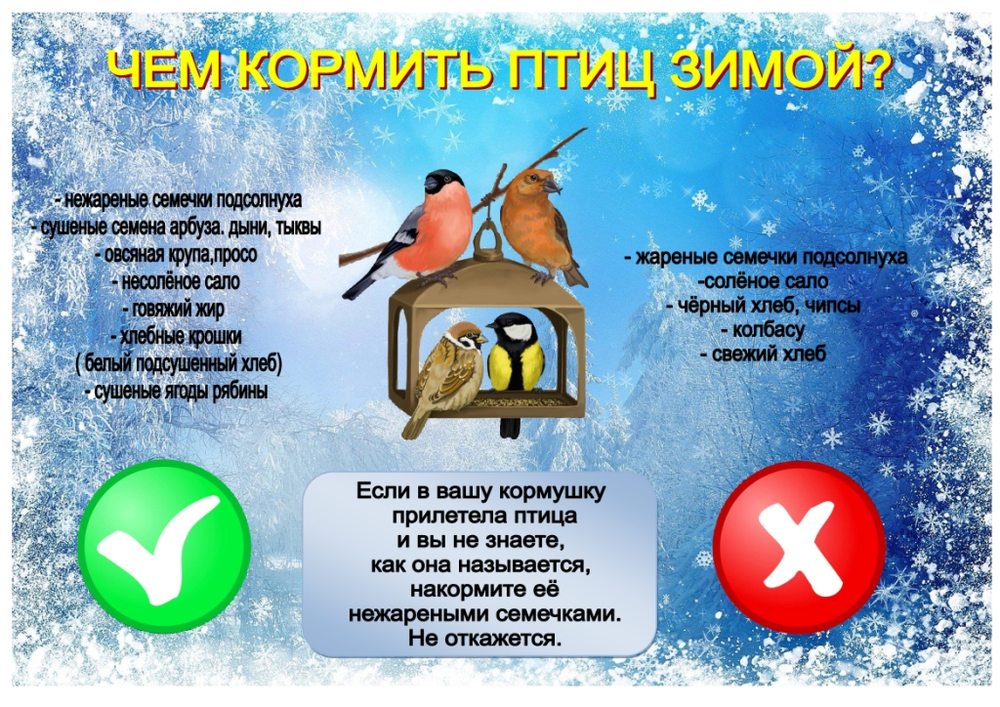 ЧЕМ КОРМИТЬ ПТИЦ ЗИМОЙ?
- нежареные семечки подсолнуха
- сушеные семена арбуза. дыни, тыквы
- овсяная крупа,просо
- несолёное сало
- говяжий жир
- хлебные крошки
( белый подсушенный хлеб)
- сушеные ягоды рябины
- жареные семечки подсолнуха
-солёное сало
- чёрный хлеб, чипсы
- колбасу
- свежий хлеб
Если в вашу кормушку
прилетела птица
и вы не знаете,
как она называется,
накормите её
нежареными семечками.
Не откажется.